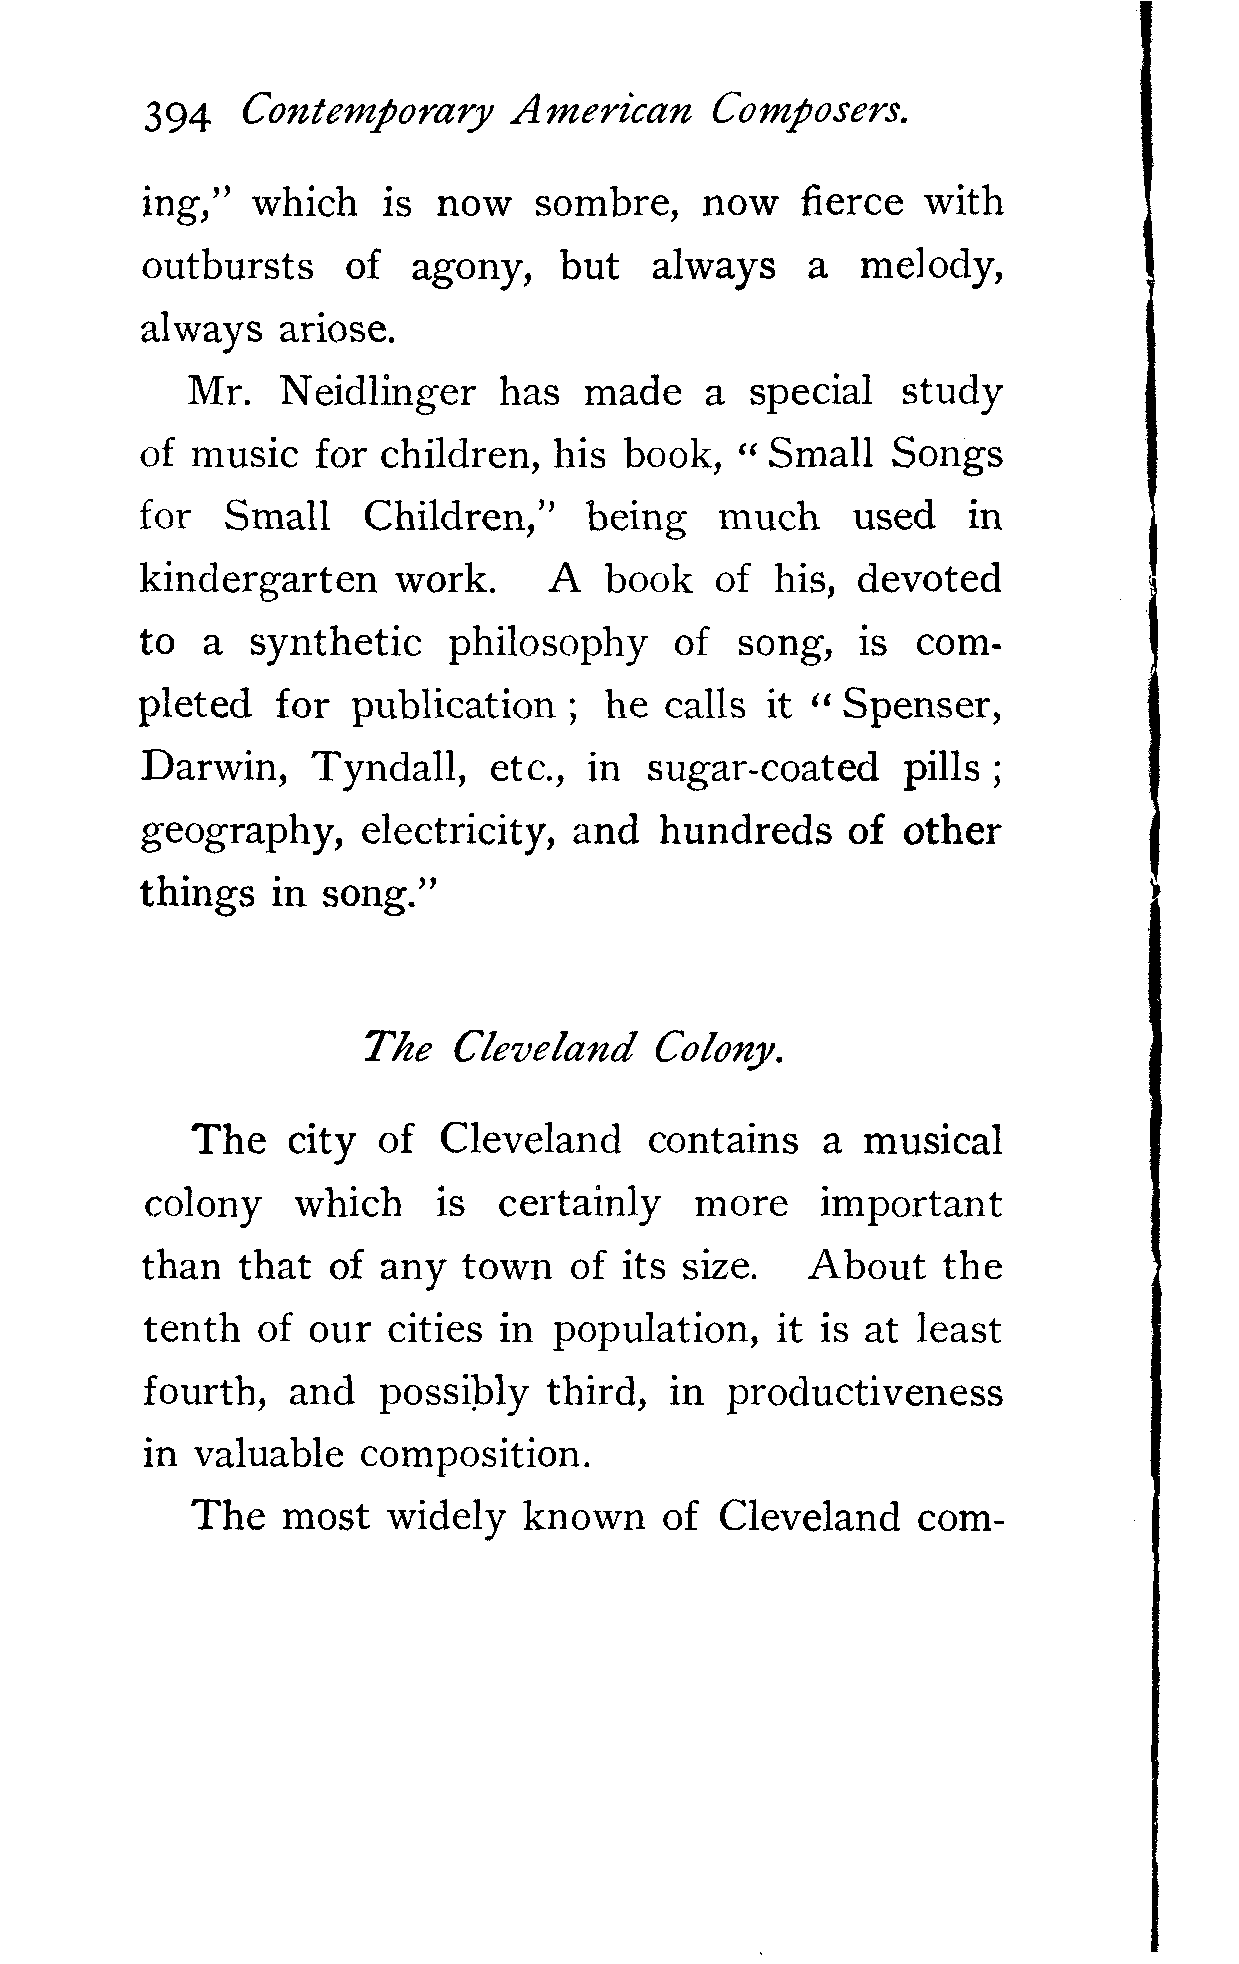 394 Contemporary American Composers.
ing,” which is now sombre, now fierce with
outbursts of agony, but always a melody,
always ariose.
Mr. Neidlinger has made a special study
of music for children, his book, “ Small Songs
for Small Children,” being much used in
kindergarten work. A book of his, devoted
to a synthetic philosophy of song, is com-
pleted for publication ; he calls it “ Spenser,
Darwin, Tyndall, etc., in sugar-coated pills ;
geography, electricity, and hundreds of other
things in song.”
The Cleveland Colony.
The city of Cleveland contains a musical
colony which is certainly more important
than that of any town of its size. About the
tenth of our cities in population, it is at least
fourth, and possibly third, in productiveness
in valuable composition.
The most widely known of Cleveland com-